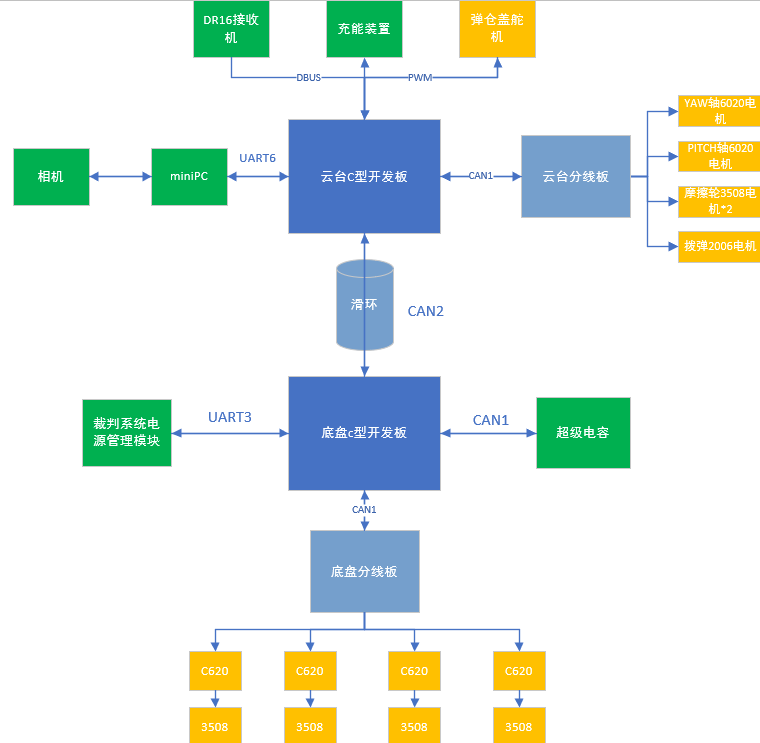 DR16接收
机
充能装置
弹仓盖舵
机
DBUS
PWM
YAW轴6020电
机
PITCH轴6020
电机
摩擦轮3508电
机*2
拨弹2006电机
相机
miniPC
UART6
云台C型开发板
CAN1
云台分线板
滑环
CAN2
裁判系统电
源管理模块
UART3
底盘c型开发板
CAN1
超级电容
CAN1
底盘分线板
C620
C620
C620
C620
3508
3508
3508
3508